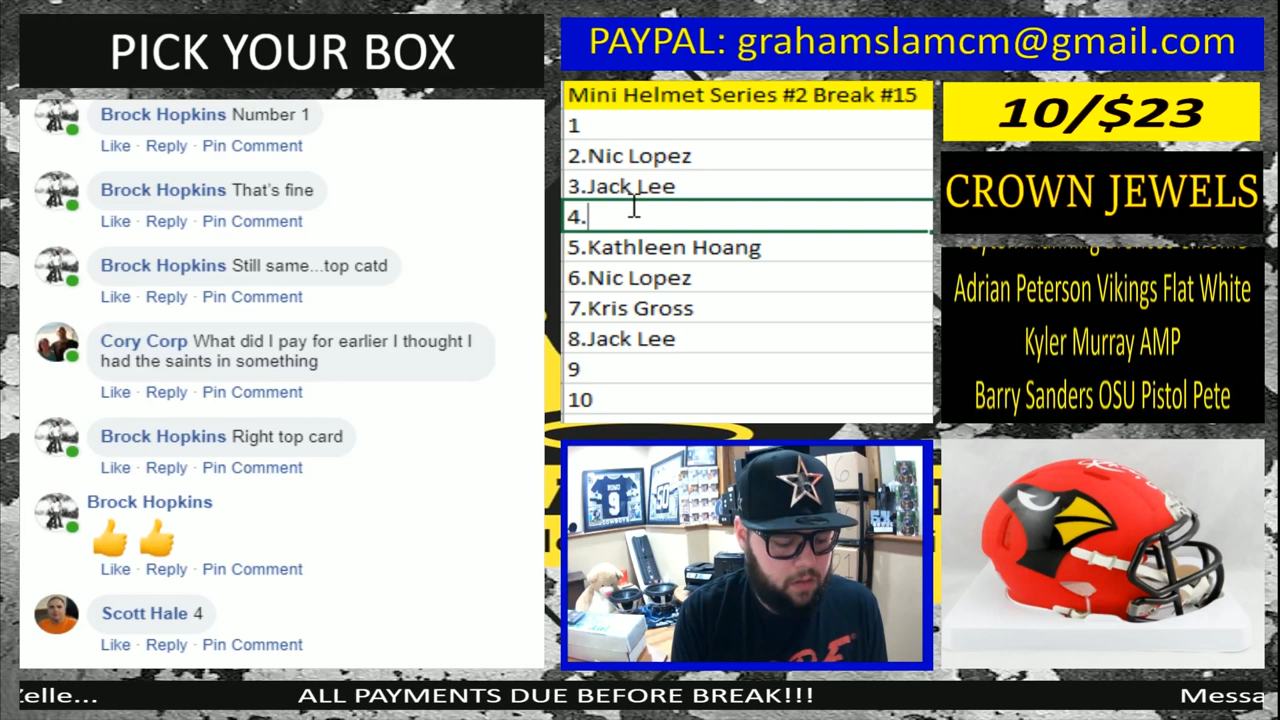 PICK YOUR BOX
Brock Hopkins Number 1
Like · Reply · Pin Comment
Brock Hopkins That's fine
Like · Reply · Pin Comment
Brock Hopkins Still same...top catd
Like · Reply · Pin Comment
Cory Corp What did I pay for earlier I thought I
had the saints in something
Like · Reply · Pin Comment
Brock Hopkins Right top card
Like · Reply · Pin Comment
Brock Hopkins
Like · Reply · Pin Comment
Scott Hale 4
Like · Reply · Pin Comment
PAYPAL: grahamslamcm@gmail.com
Mini Helmet Series #2 Break #15
1
2.Nic Lopez
3.Jack Lee
4.
5.Kathleen Hoang
6.Nic Lopez
7.Kris Gross
8.Jack Lee
9
10
10/$23
CROWN JEWELS
Adrian Peterson Vikings Flat White
Kyler Murray AMP
Barry Sanders OSU Pistol Pete
ROMO
9
50
Zelle...
ALL PAYMENTS DUE BEFORE BREAK!!!
Messa